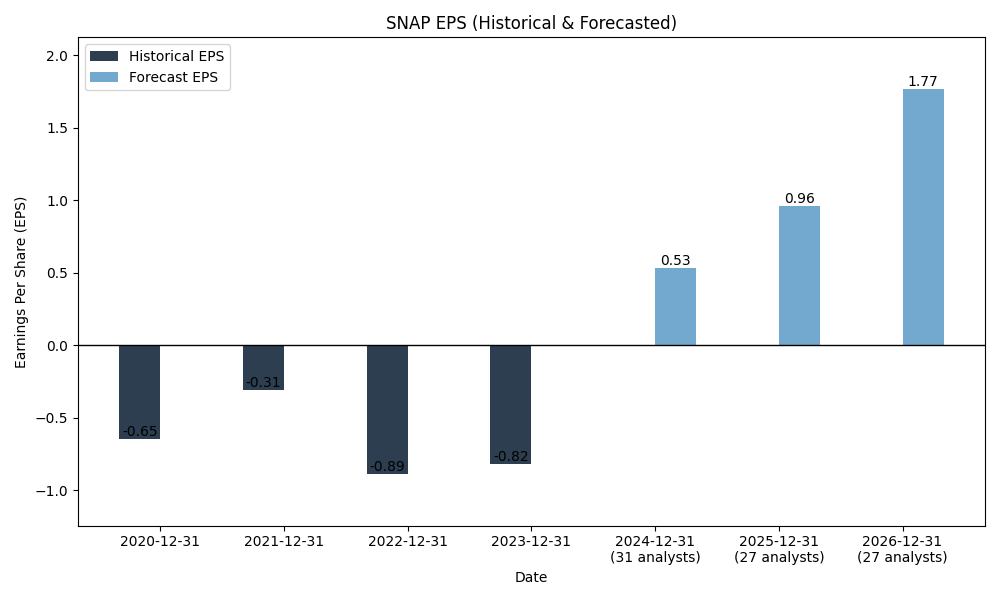 SNAP EPS (Historical & Forecasted)
Historical EPS
Forecast EPS
Earnings Per Share (EPS)
2.0
1.5
1.0
0.5
0.0
−0.5
−1.0
-0.65
-0.31
-0.89
-0.82
0.53
0.96
1.77
2020-12-31
2021-12-31
2022-12-31
2023-12-31
2024-12-31
(31 analysts)
2025-12-31
(27 analysts)
2026-12-31
(27 analysts)
Date